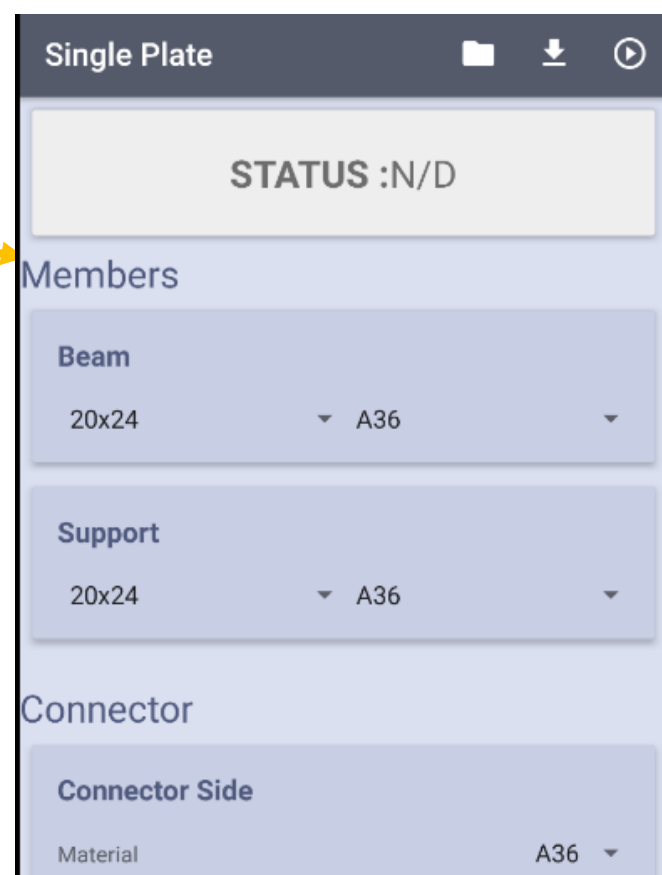 Single Plate
STATUS :N/D
Members
Beam
20x24 A36
Support
20x24 A36
Connector
Connector Side
Material A36